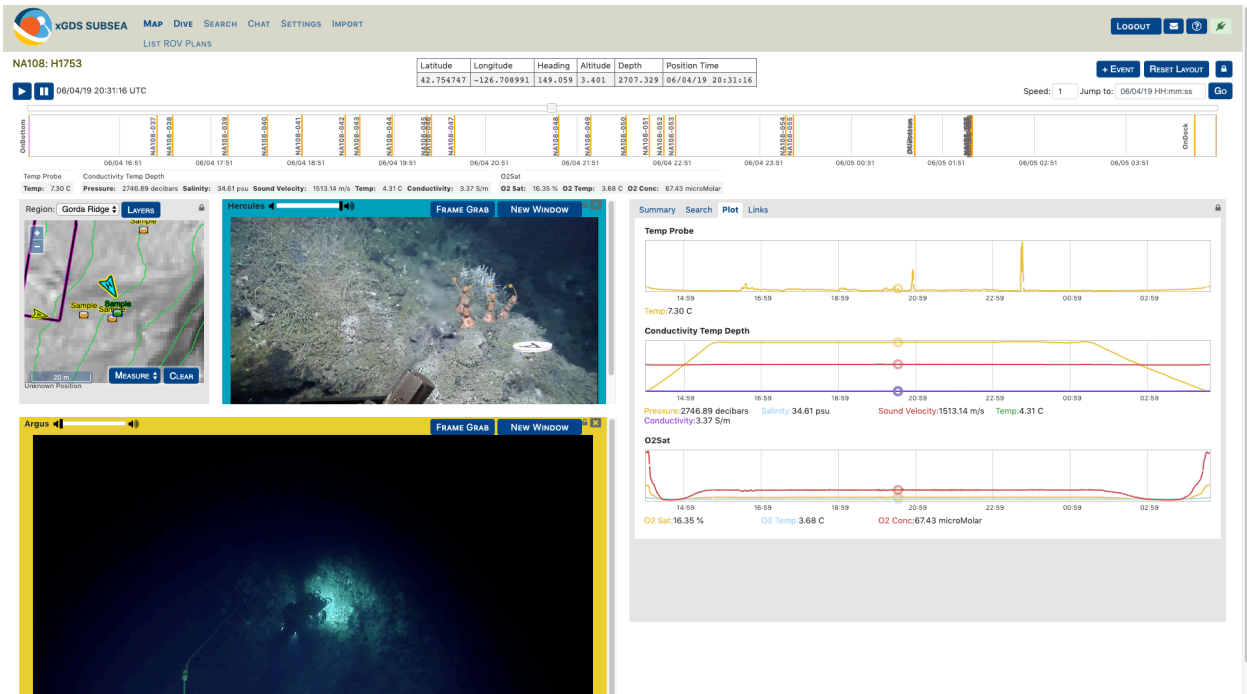 xGDS SUBSEA
MAP DIVE SEARCH CHAT SETTINGS IMPORT
LIST ROV PLANS
LOGOUT
NA108: H1753
Latitude Longitude Heading Altitude Depth Position Time
42.754747 -126.708991 149.059 3.401 2707.329 06/04/19 20:31:16
+ EVENT RESET LAYOUT
06/04/19 20:31:16 UTC
Speed: 1 Jump to: 06/04/19 HH:mm:ss Go
OnBottom NA108-037 NA108-038 NA108-039 NA108-040 NA108-041 NA108-042 NA108-043 NA108-044 NA108-047 NA108-048 NA108-049 NA108-050 NA108-051 NA108-052 NA108-053 NA108-054 NA108-055 OnDeck
06/04 16:51 06/04 17:51 06/04 18:51 06/04 19:51 06/04 20:51 06/04 21:51 06/04 22:51 06/04 23:51 06/05 00:51 06/05 01:51 06/05 02:51 06/05 03:51
Temp Probe Conductivity Temp Depth O2Sat
Temp: 7.30 C Pressure: 2746.89 decibars Salinity: 34.61 psu Sound Velocity: 1513.14 m/s Temp: 4.31 C Conductivity: 3.37 S/m O2 Sat: 16.35 % O2 Temp: 3.68 C O2 Conc: 67.43 microMolar
Region: Gorda Ridge LAYERS
+
−
Sample
Sample Sample
20 m
MEASURE CLEAR
Unknown Position
Hercules FRAME GRAB NEW WINDOW
Argus FRAME GRAB NEW WINDOW
Summary Search Plot Links
Temp Probe
14:59 16:59 18:59 20:59 22:59 00:59 02:59
Temp:7.30 C
Conductivity Temp Depth
14:59 16:59 18:59 20:59 22:59 00:59 02:59
Pressure:2746.89 decibars Salinity:34.61 psu Sound Velocity:1513.14 m/s Temp:4.31 C
Conductivity:3.37 S/m
O2Sat
14:59 16:59 18:59 20:59 22:59 00:59 02:59
O2 Sat:16.35 % O2 Temp:3.68 C O2 Conc:67.43 microMolar